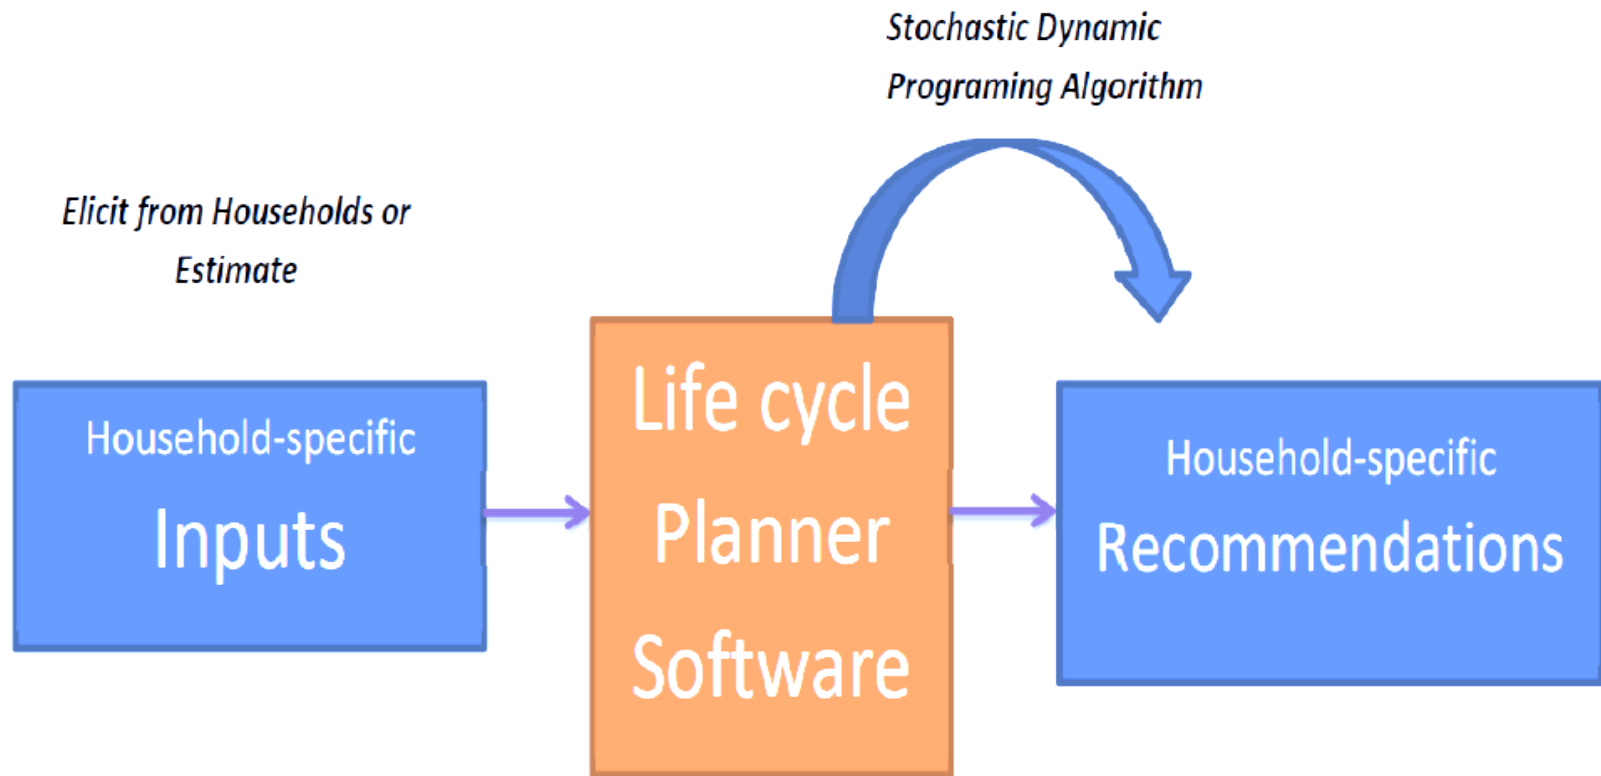 Stochastic Dynamic
Programing Algorithm
Elicit from Households or
Estimate
Household-specific
Inputs
Life cycle
Planner
Software
Household-specific
Recommendations